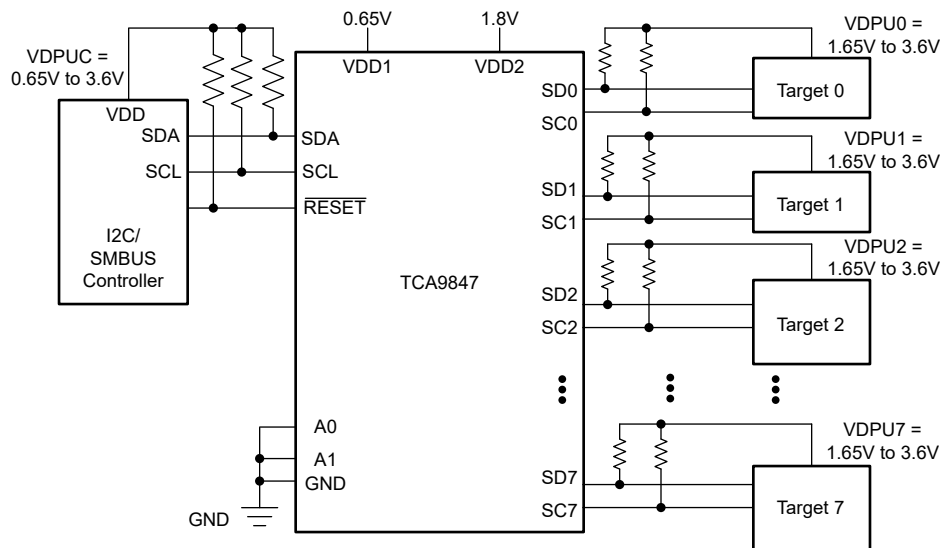 0.65V
1.8V
VDPUC =
0.65V to 3.6V
VDD
SDA
SCL
I2C/
SMBUS
Controller
VDD1
VDD2
SDA
SCL
RESET
TCA9847
A0
A1
GND
GND
SD0
SC0
SD1
SC1
SD2
SC2
SD7
SC7
VDPU0 =
1.65V to 3.6V
Target 0
VDPU1 =
1.65V to 3.6V
Target 1
VDPU2 =
1.65V to 3.6V
Target 2
VDPU7 =
1.65V to 3.6V
Target 7